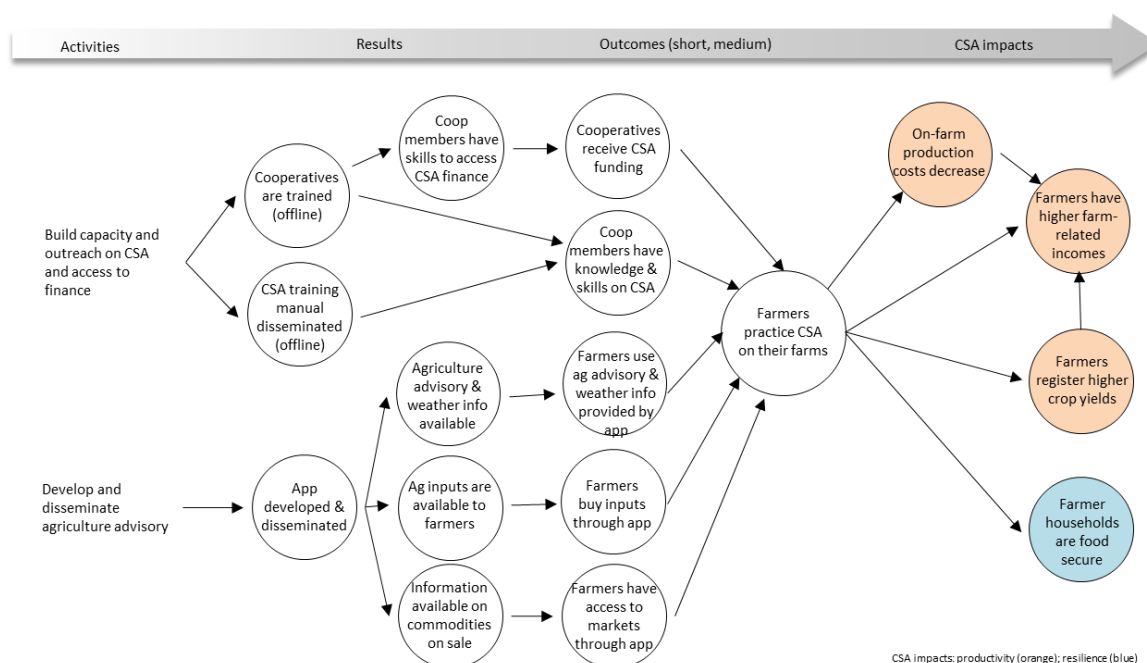 Activities
Results
Outcomes (short, medium)
CSA impacts
Build capacity and
outreach on CSA
and access to
finance
Cooperatives
are trained
(offline)
CSA training
manual
disseminated
(offline)
Coop
members have
skills to access
CSA finance
Cooperatives
receive CSA
funding
Coop
members have
knowledge &
skills on CSA
Develop and
disseminate
agriculture advisory
App
developed &
disseminated
Agriculture
advisory &
weather info
available
Farmers use
ag advisory &
weather info
provided by
app
Ag inputs are
available to
farmers
Farmers
buy inputs
through app
Information
available on
commodities
on sale
Farmers have
access to
markets
through app
Farmers
practice CSA
on their farms
On-farm
production
costs decrease
Farmers have
higher farm-
related
incomes
Farmers
register higher
crop yields
Farmer
households
are food
secure
CSA impacts: productivity (orange); resilience (blue)